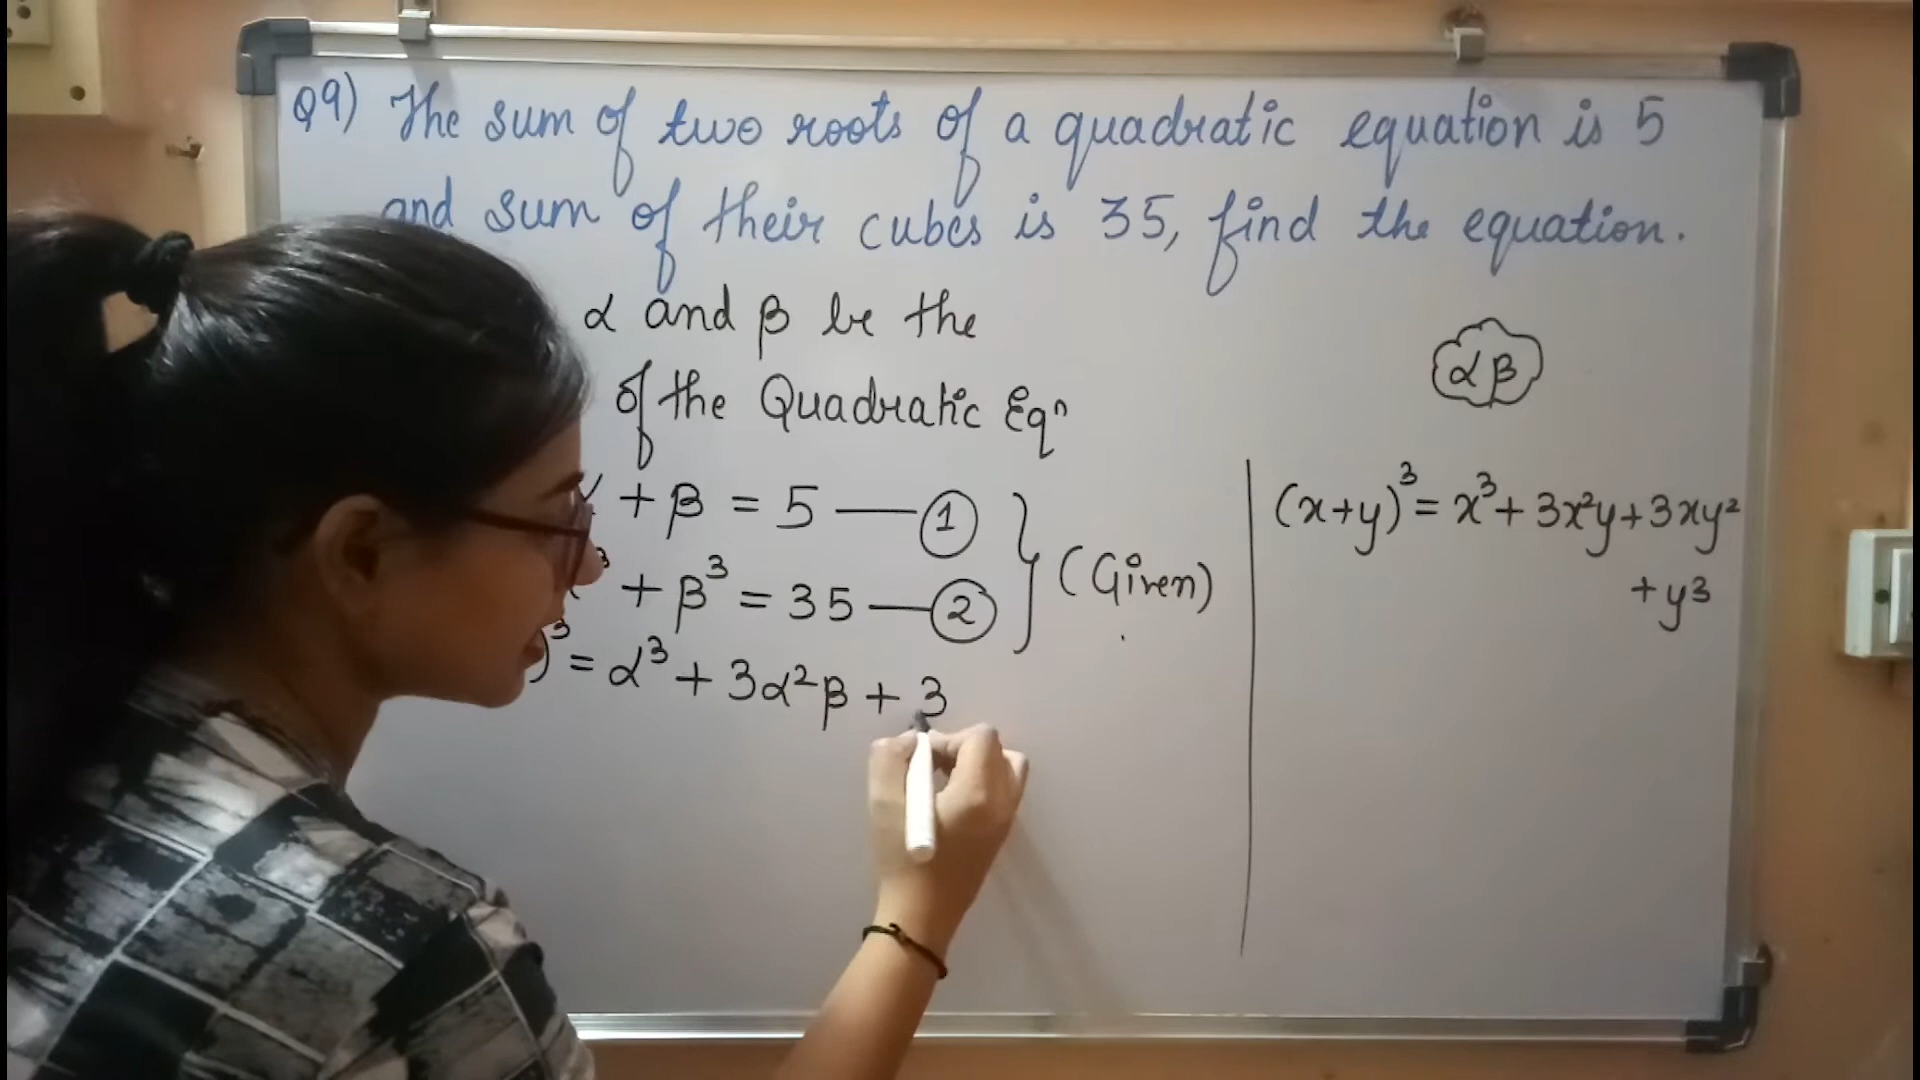 Q9) The sum of two roots of a quadratic equation is 5
and sum of their cubes is 35, find the equation.
α and β be the
of the Quadratic Eqⁿ
+ β = 5 —— ①
³ + β³ = 35 —— ②
(Given)
)³ = α³ + 3α²β + 3
αβ
(x+y)³ = x³ + 3x²y + 3xy²
+ y³